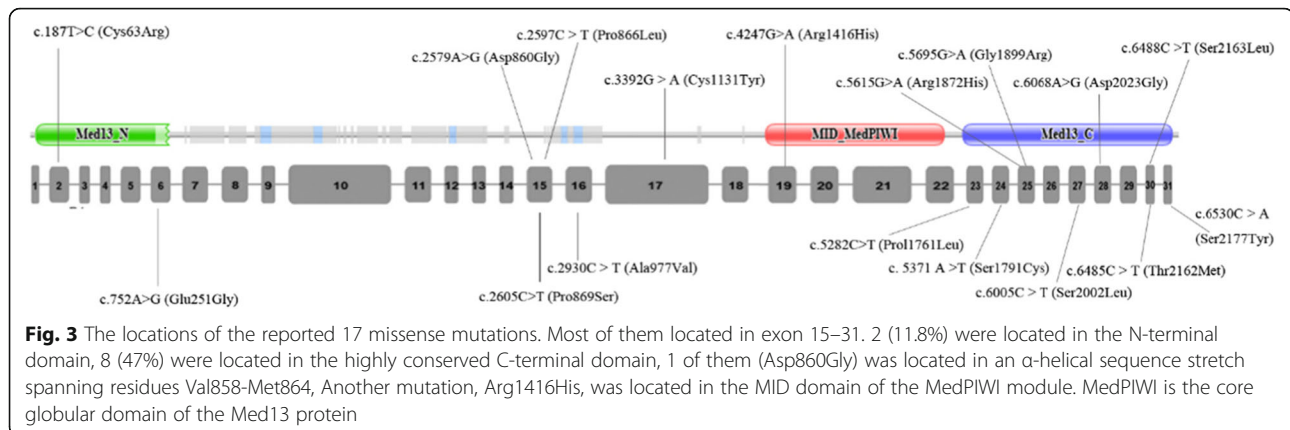 c.187T>C (Cys63Arg)
c.2597C > T (Pro866Leu)
c.2579A>G (Asp860Gly)
c.3392G > A (Cys1131Tyr)
c.4247G>A (Arg1416His)
c.5695G>A (Gly1899Arg)
c.5615G>A (Arg1872His)
c.6488C >T (Ser2163Leu)
c.6068A>G (Asp2023Gly)
Med13_N
MID_MedPIWI
Med13_C
1 2 3 4 5 6 7 8 9 10 11 12 13 14 15 16 17 18 19 20 21 22 23 24 25 26 27 28 29 30 31
c.752A>G (Glu251Gly)
c.2605C>T (Pro869Ser)
c.2930C > T (Ala977Val)
c.5282C>T (Prol1761Leu)
c. 5371 A >T (Ser1791Cys)
c.6005C > T (Ser2002Leu)
c.6485C > T (Thr2162Met)
c.6530C > A
(Ser2177Tyr)
Fig. 3 The locations of the reported 17 missense mutations. Most of them located in exon 15–31. 2 (11.8%) were located in the N-terminal
domain, 8 (47%) were located in the highly conserved C-terminal domain, 1 of them (Asp860Gly) was located in an α-helical sequence stretch
spanning residues Val858-Met864, Another mutation, Arg1416His, was located in the MID domain of the MedPIWI module. MedPIWI is the core
globular domain of the Med13 protein